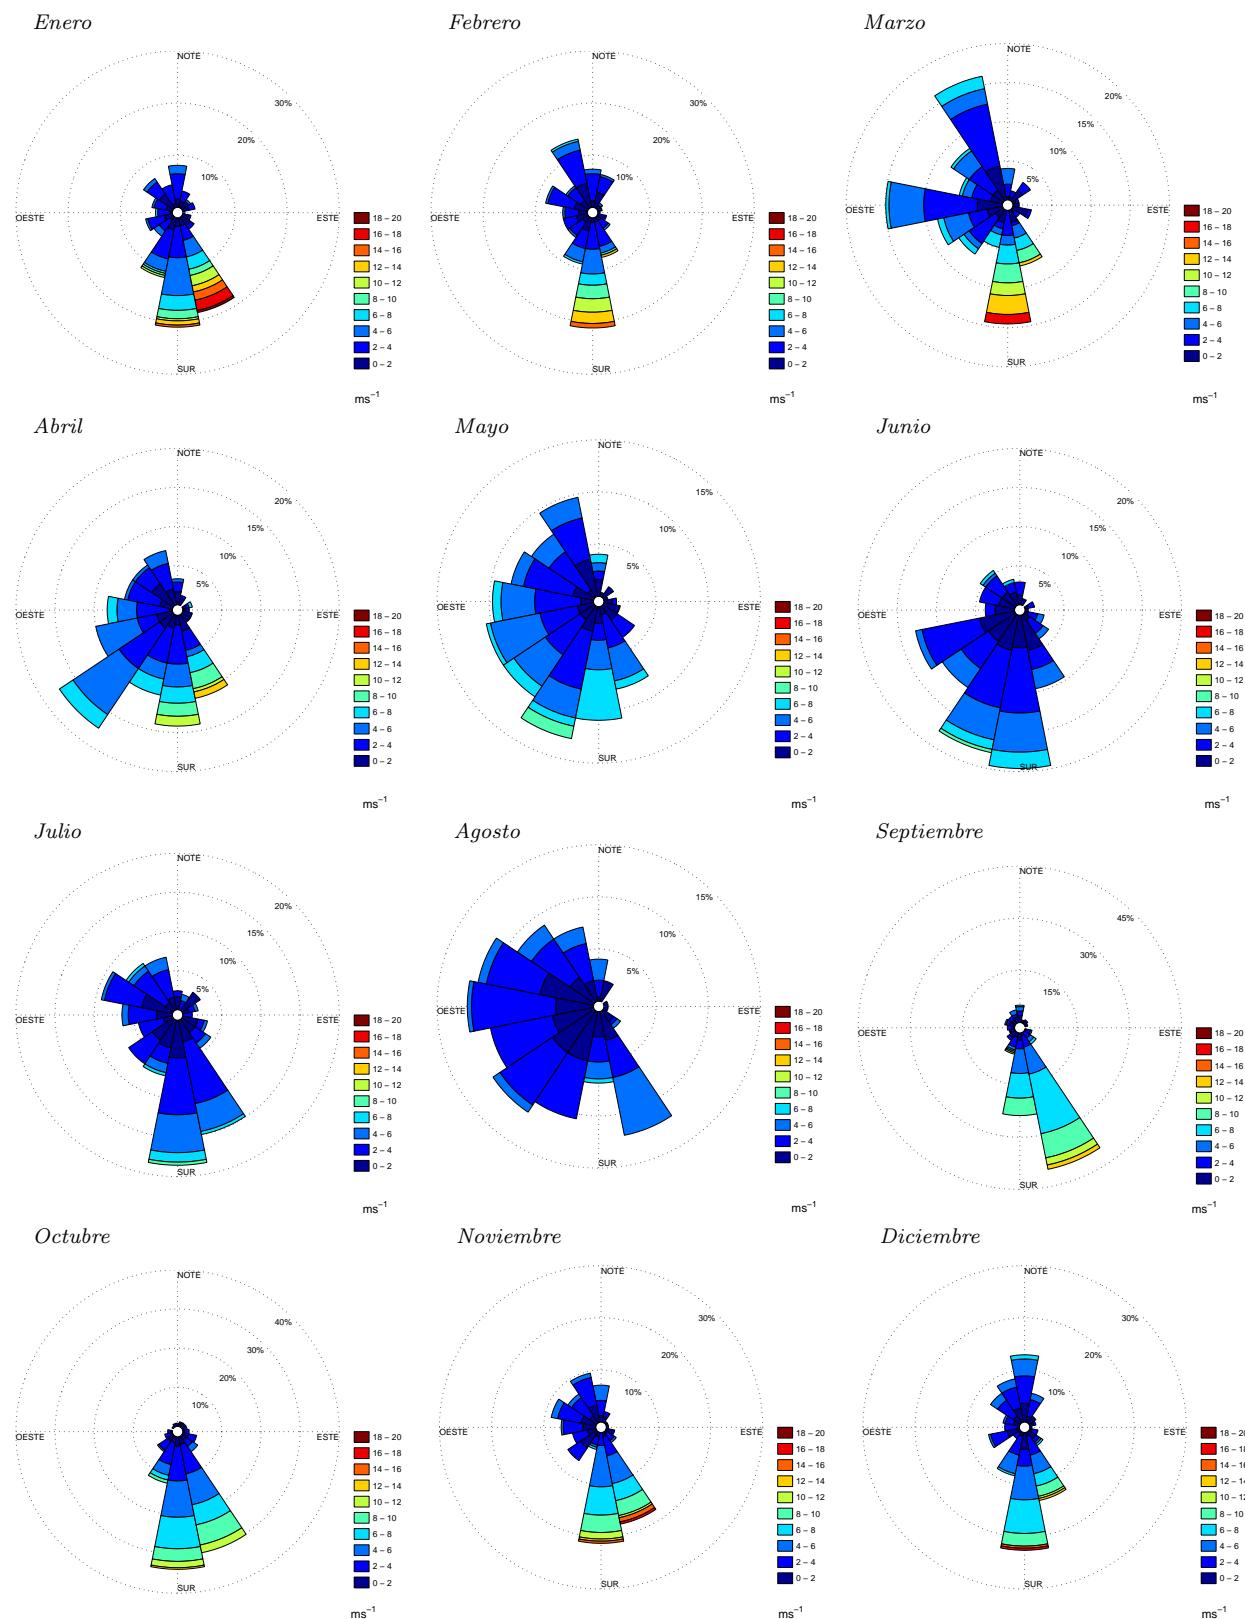 Enero
NOTE
30%
20%
10%
OESTE
ESTE
SUR
18 – 20
16 – 18
14 – 16
12 – 14
10 – 12
8 – 10
6 – 8
4 – 6
2 – 4
0 – 2
ms−1
Febrero
NOTE
30%
20%
10%
OESTE
ESTE
SUR
18 – 20
16 – 18
14 – 16
12 – 14
10 – 12
8 – 10
6 – 8
4 – 6
2 – 4
0 – 2
ms−1
Marzo
NOTE
20%
15%
10%
5%
OESTE
ESTE
SUR
18 – 20
16 – 18
14 – 16
12 – 14
10 – 12
8 – 10
6 – 8
4 – 6
2 – 4
0 – 2
ms−1
Abril
NOTE
20%
15%
10%
5%
OESTE
ESTE
SUR
18 – 20
16 – 18
14 – 16
12 – 14
10 – 12
8 – 10
6 – 8
4 – 6
2 – 4
0 – 2
ms−1
Mayo
NOTE
15%
10%
5%
OESTE
ESTE
SUR
18 – 20
16 – 18
14 – 16
12 – 14
10 – 12
8 – 10
6 – 8
4 – 6
2 – 4
0 – 2
ms−1
Junio
NOTE
20%
OESTE
ESTE
SUR
18 – 20
16 – 18
14 – 16
12 – 14
10 – 12
8 – 10
6 – 8
4 – 6
2 – 4
0 – 2
ms−1
Julio
NOTE
20%
15%
10%
5%
OESTE
ESTE
SUR
18 – 20
16 – 18
14 – 16
12 – 14
10 – 12
8 – 10
6 – 8
4 – 6
2 – 4
0 – 2
ms−1
Agosto
NOTE
15%
10%
5%
OESTE
ESTE
SUR
18 – 20
16 – 18
14 – 16
12 – 14
10 – 12
8 – 10
6 – 8
4 – 6
2 – 4
0 – 2
ms−1
Septiembre
NOTE
45%
30%
15%
OESTE
ESTE
SUR
18 – 20
16 – 18
14 – 16
12 – 14
10 – 12
8 – 10
6 – 8
4 – 6
2 – 4
0 – 2
ms−1
Octubre
NOTE
40%
30%
20%
10%
OESTE
ESTE
SUR
18 – 20
16 – 18
14 – 16
12 – 14
10 – 12
8 – 10
6 – 8
4 – 6
2 – 4
0 – 2
ms−1
Noviembre
NOTE
30%
20%
10%
OESTE
ESTE
SUR
18 – 20
16 – 18
14 – 16
12 – 14
10 – 12
8 – 10
6 – 8
4 – 6
2 – 4
0 – 2
ms−1
Diciembre
NOTE
30%
20%
10%
OESTE
ESTE
SUR
18 – 20
16 – 18
14 – 16
12 – 14
10 – 12
8 – 10
6 – 8
4 – 6
2 – 4
0 – 2
ms−1